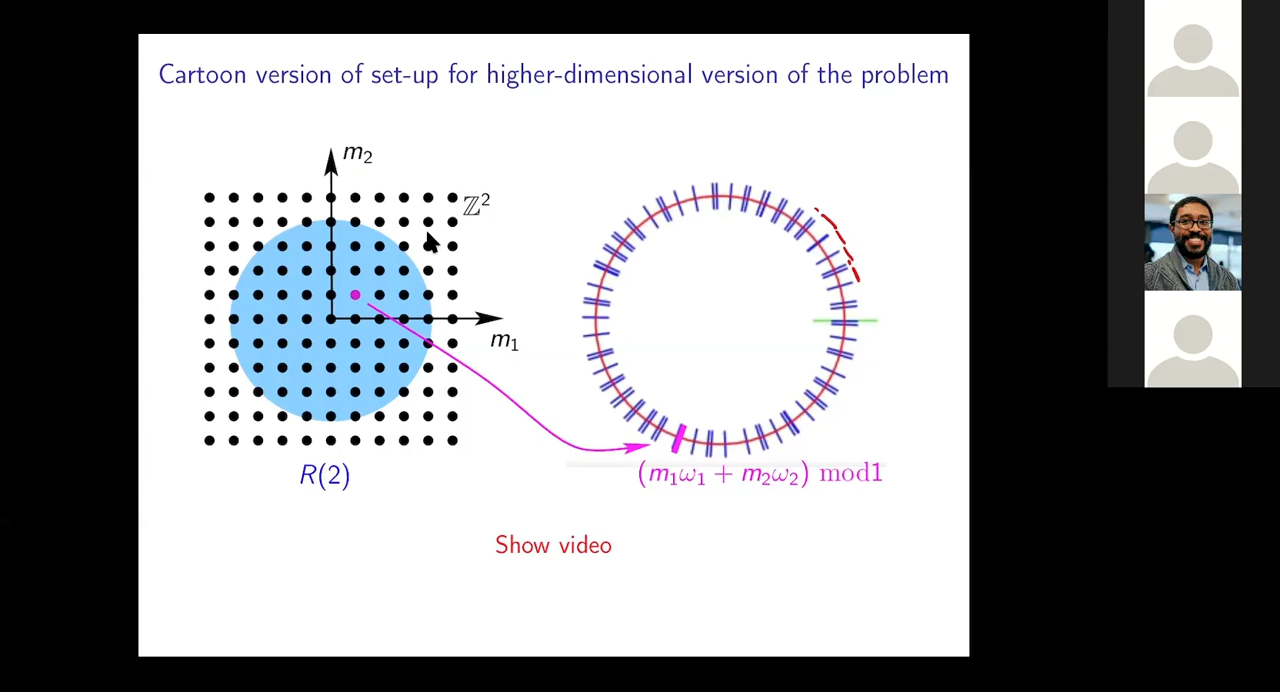 Cartoon version of set-up for higher-dimensional version of the problem
m₂
ℤ²
m₁
R(2)
(m₁ω₁ + m₂ω₂) mod1
Show video